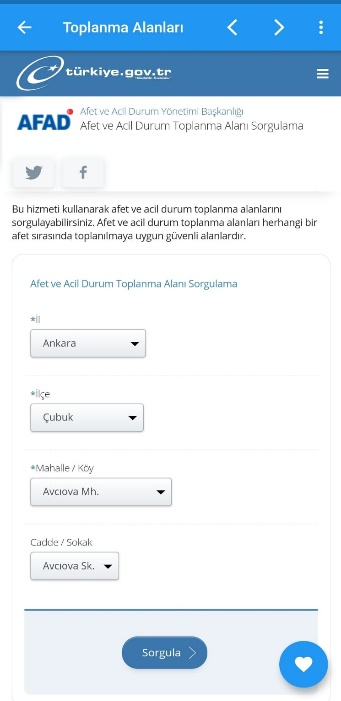 Toplanma Alanları
türkiye.gov.tr
AFAD
Afet ve Acil Durum Yönetimi Başkanlığı
Afet ve Acil Durum Toplanma Alanı Sorgulama
Bu hizmeti kullanarak afet ve acil durum toplanma alanlarını
sorgulayabilirsiniz. Afet ve acil durum toplanma alanları herhangi bir
afet sırasında toplanılmaya uygun güvenli alanlardır.
Afet ve Acil Durum Toplanma Alanı Sorgulama
*İl
Ankara
*İlçe
Çubuk
*Mahalle / Köy
Avcıova Mh.
Cadde / Sokak
Avcıova Sk.
Sorgula